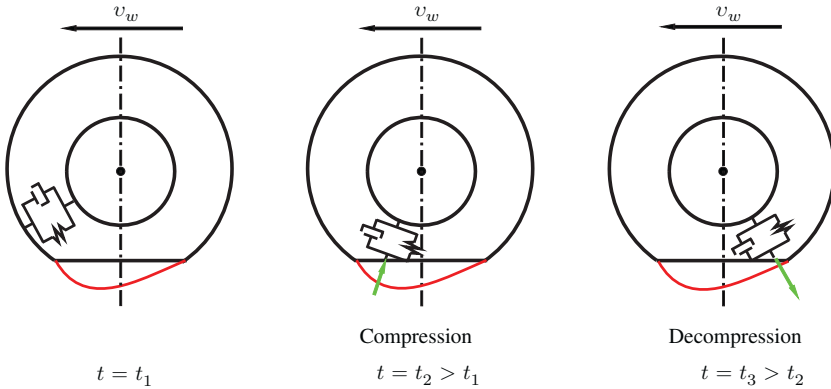 v_w v_w v_w
Compression Decompression
t = t_1 t = t_2 > t_1 t = t_3 > t_2